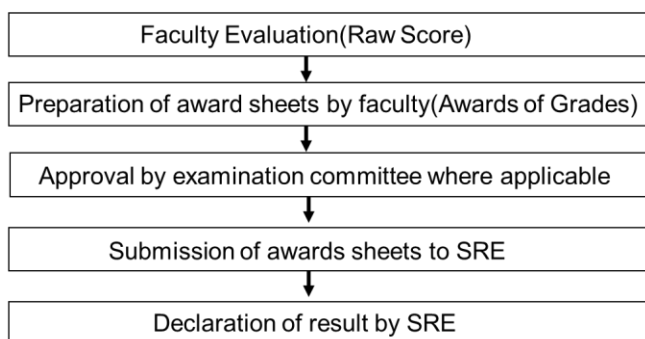 Faculty Evaluation(Raw Score)
Preparation of award sheets by faculty(Awards of Grades)
Approval by examination committee where applicable
Submission of awards sheets to SRE
Declaration of result by SRE